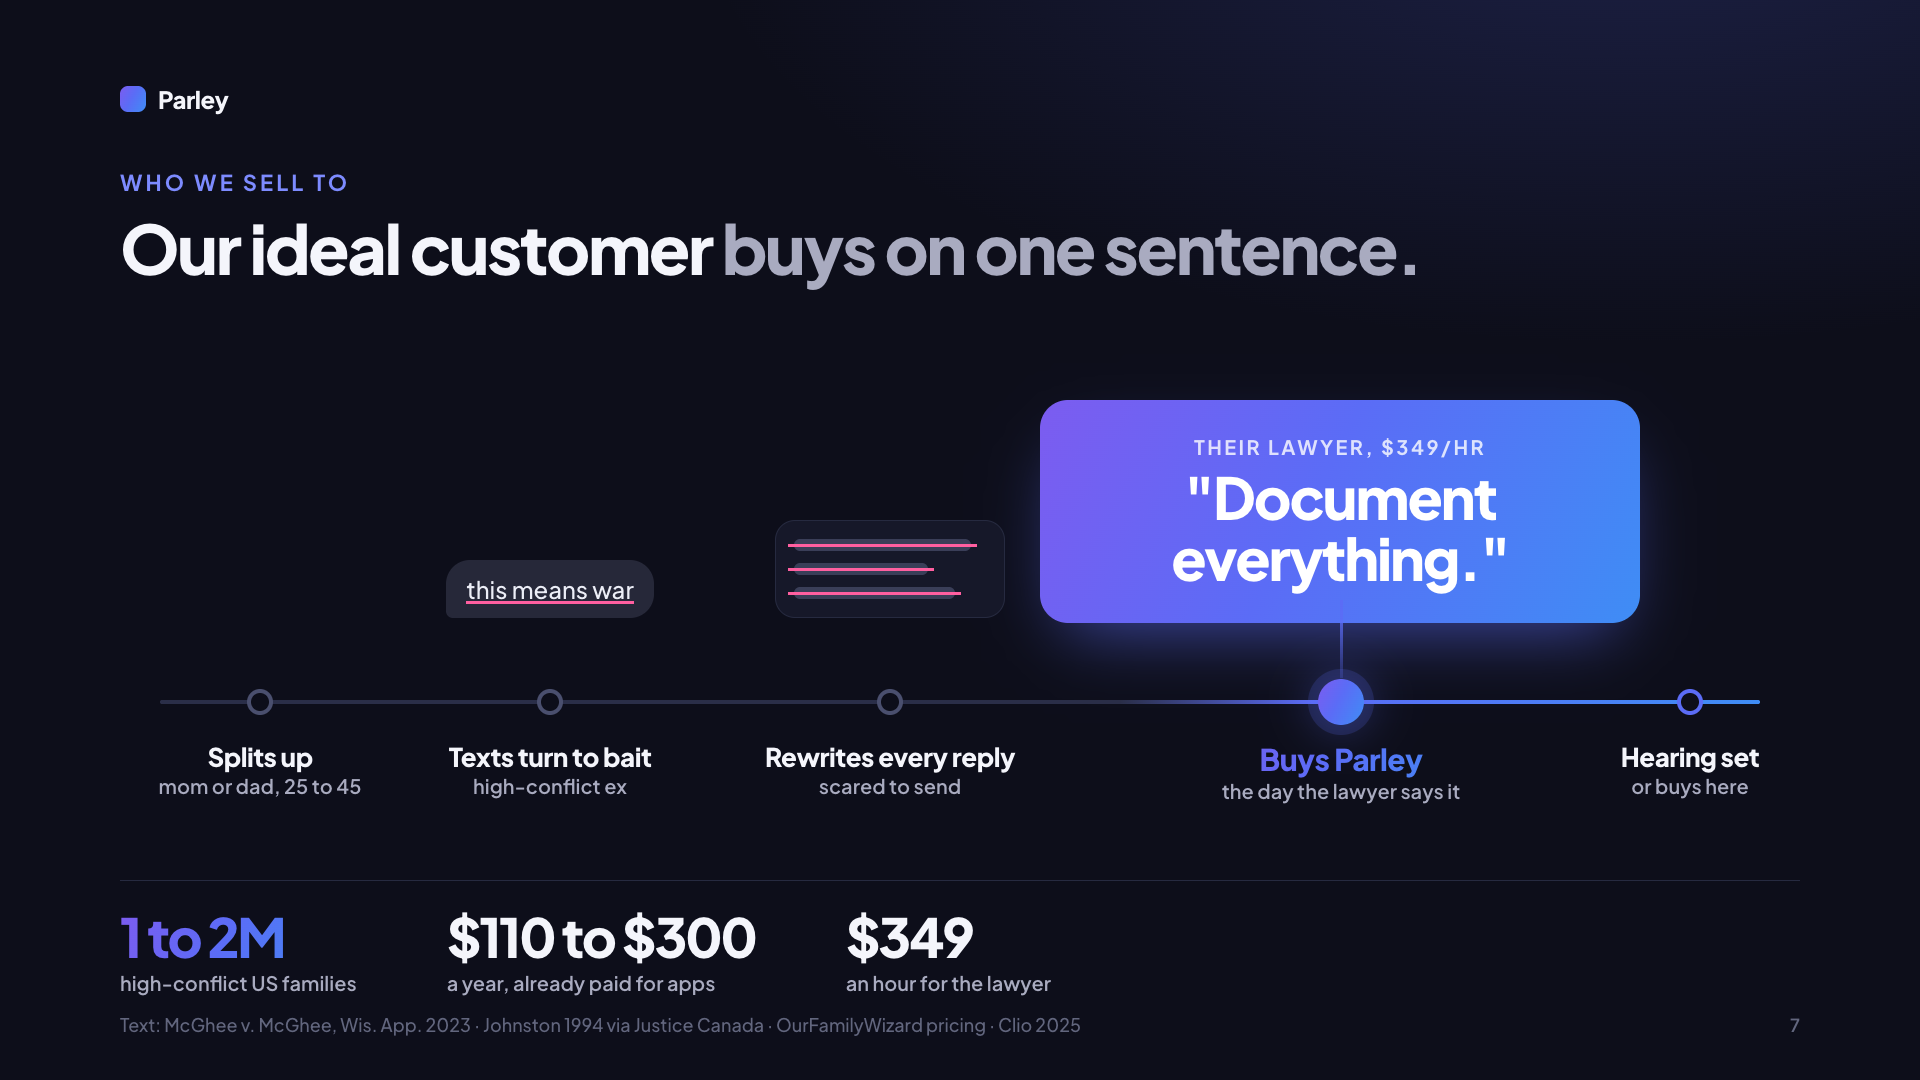 Parley
WHO WE SELL TO
Our ideal customer buys on one sentence.
THEIR LAWYER, $349/HR
"Document
everything."
this means war
Splits up
mom or dad, 25 to 45
Texts turn to bait
high-conflict ex
Rewrites every reply
scared to send
Buys Parley
the day the lawyer says it
Hearing set
or buys here
1 to 2M
high-conflict US families
$110 to $300
a year, already paid for apps
$349
an hour for the lawyer
Text: McGhee v. McGhee, Wis. App. 2023 · Johnston 1994 via Justice Canada · OurFamilyWizard pricing · Clio 2025
7